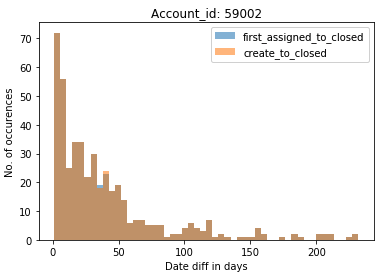 Account_id: 59002
first_assigned_to_closed
create_to_closed
No. of occurences
70
60
50
40
30
20
10
0
0
50
100
150
200
Date diff in days